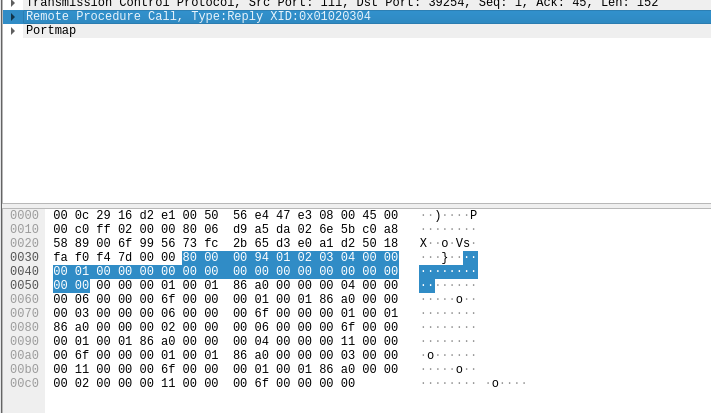 Transmission Control Protocol, Src Port: 111, Dst Port: 39254, Seq: 1, Ack: 45, Len: 152
Remote Procedure Call, Type:Reply XID:0x01020304
Portmap
0000 00 0c 29 16 d2 e1 00 50 56 e4 47 e3 08 00 45 00 ··)····P
0010 00 c0 ff 02 00 00 80 06 d9 a5 da 02 6e 5b c0 a8 ········
0020 58 89 00 6f 99 56 73 fc 2b 65 d3 e0 a1 d2 50 18 X··o·Vs·
0030 fa f0 f4 7d 00 00 80 00 00 94 01 02 03 04 00 00 ···}····
0040 00 01 00 00 00 00 00 00 00 00 00 00 00 00 00 00 ········
0050 00 00 00 00 00 01 00 01 86 a0 00 00 00 04 00 00 ········
0060 00 06 00 00 00 6f 00 00 00 01 00 01 86 a0 00 00 ·····o··
0070 00 03 00 00 00 06 00 00 00 6f 00 00 00 01 00 01 ········
0080 86 a0 00 00 00 02 00 00 00 06 00 00 00 6f 00 00 ········
0090 00 01 00 01 86 a0 00 00 00 04 00 00 00 11 00 00 ········
00a0 00 6f 00 00 00 01 00 01 86 a0 00 00 00 03 00 00 ·o······
00b0 00 11 00 00 00 6f 00 00 00 01 00 01 86 a0 00 00 ·····o··
00c0 00 02 00 00 00 11 00 00 00 6f 00 00 00 00 ········ ·o····